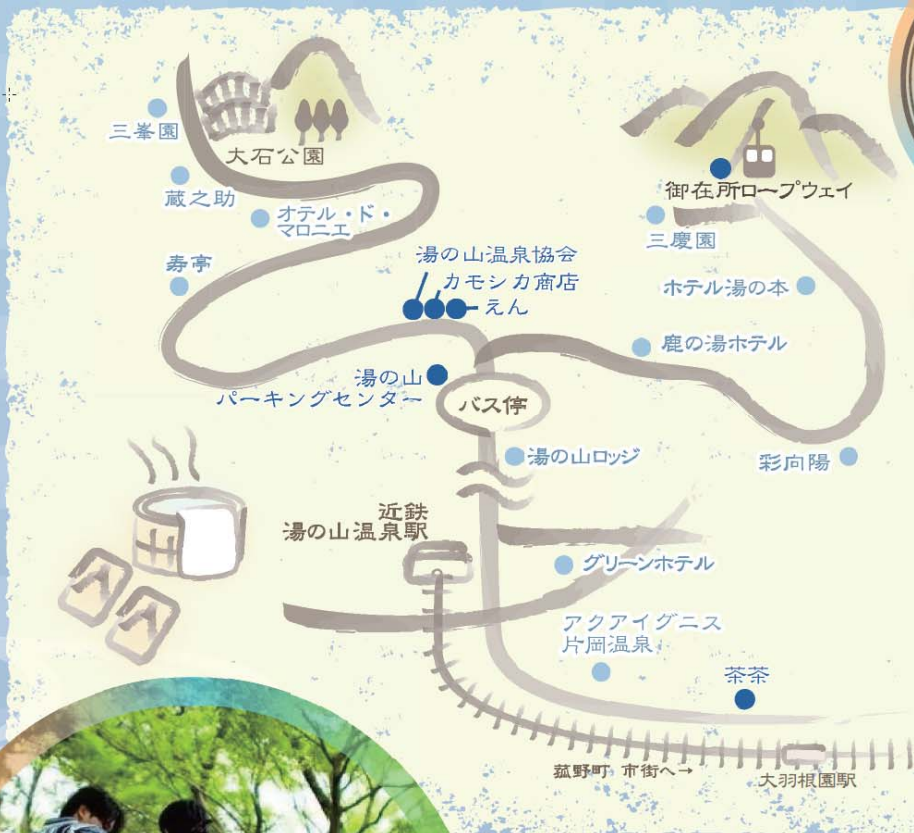 三峯園
大石公園
蔵之助
オテル・ド・
マロニエ
寿亭
湯の山温泉協会
カモシカ商店
えん
湯の山
パーキングセンター
バス停
御在所ロープウェイ
三慶園
ホテル湯の本
鹿の湯ホテル
彩向陽
湯の山ロッジ
近鉄
湯の山温泉駅
グリーンホテル
アクアイグニス
片岡温泉
茶茶
菰野町 市街へ→
大羽根園駅